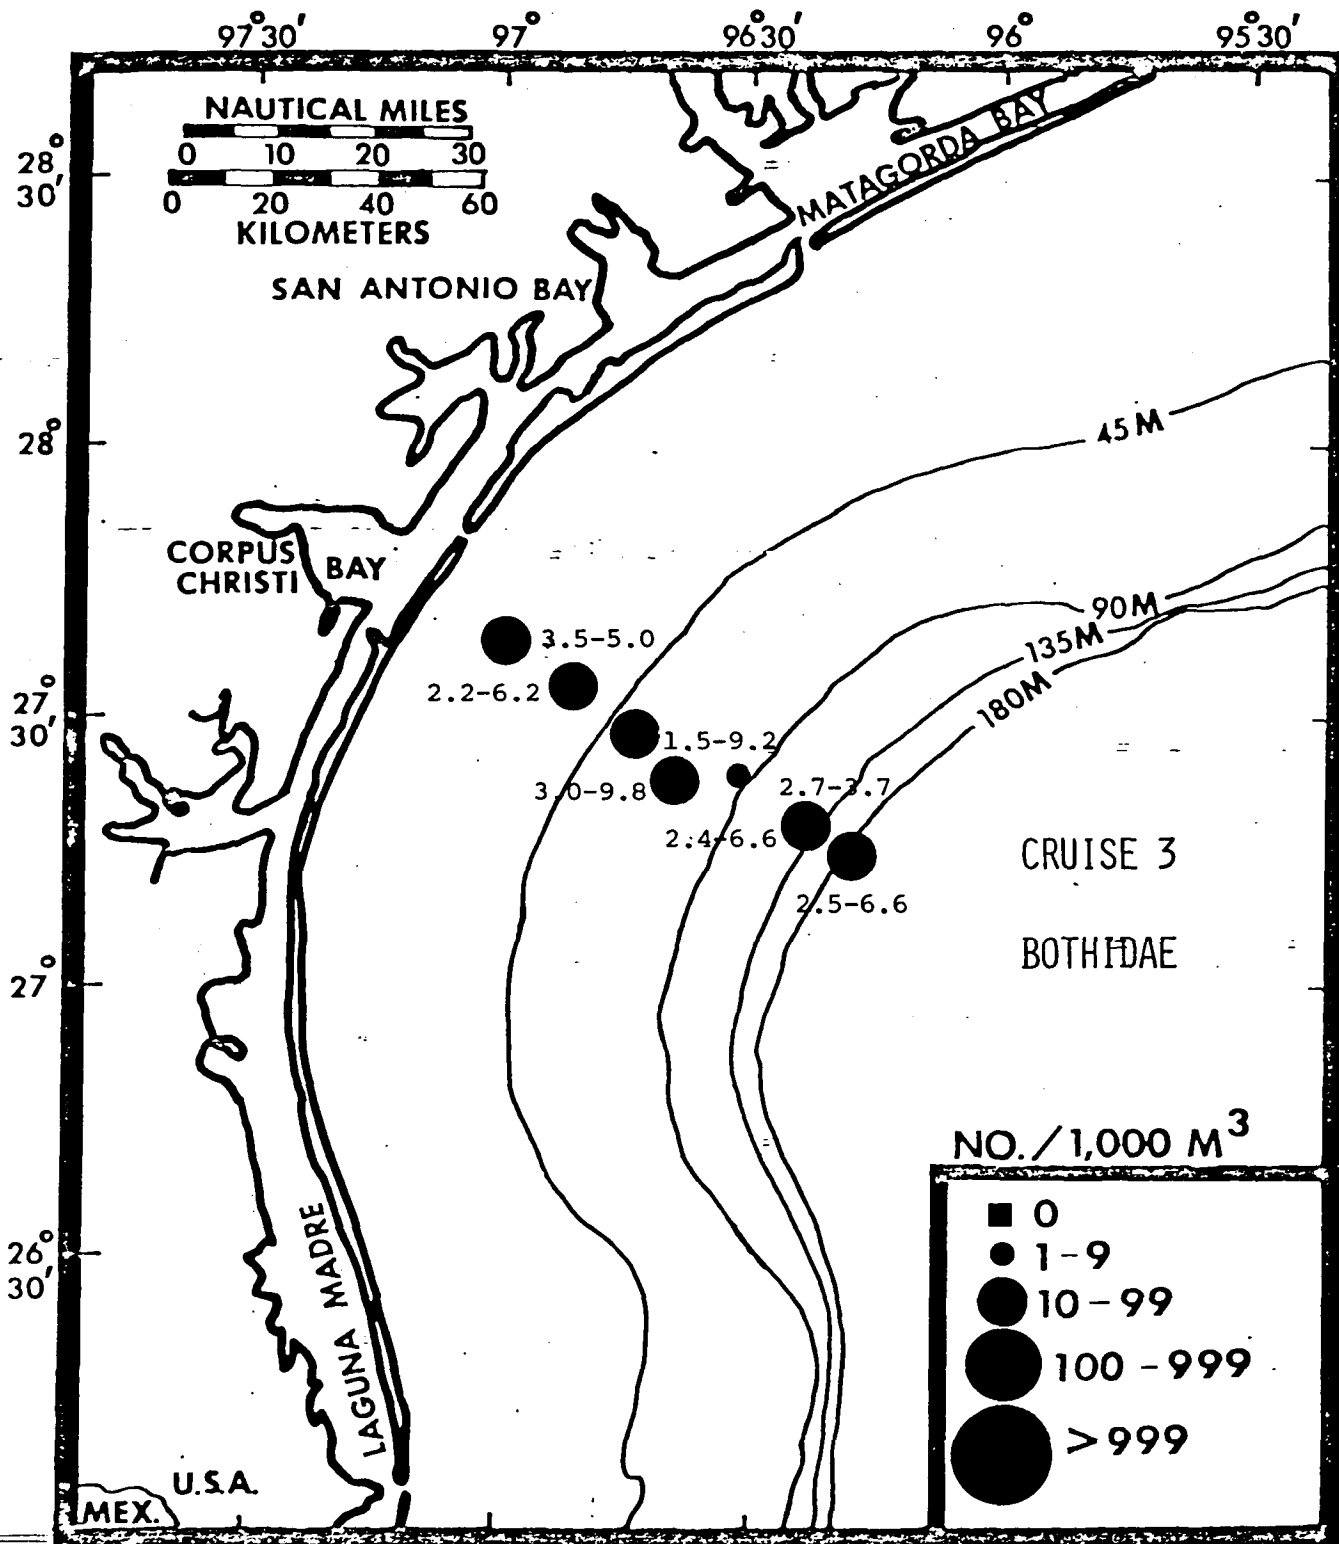 97°30′ 97° 96°30′ 96° 95°30′
NAUTICAL MILES
0 10 20 30
0 20 40 60
KILOMETERS
28°
30′
MATAGORDA BAY
SAN ANTONIO BAY
28°
45M
CORPUS
CHRISTI
BAY
90M
135M
180M
3.5-5.0
2.2-6.2
27°
30′
1.5-9.2
3.0-9.8
2.7-3.7
2.4-6.6
2.5-6.6
CRUISE 3
BOTHIDAE
27°
NO./1,000 M³
0
1-9
10-99
100-999
>999
26°
30′
LAGUNA MADRE
U.S.A.
MEX.